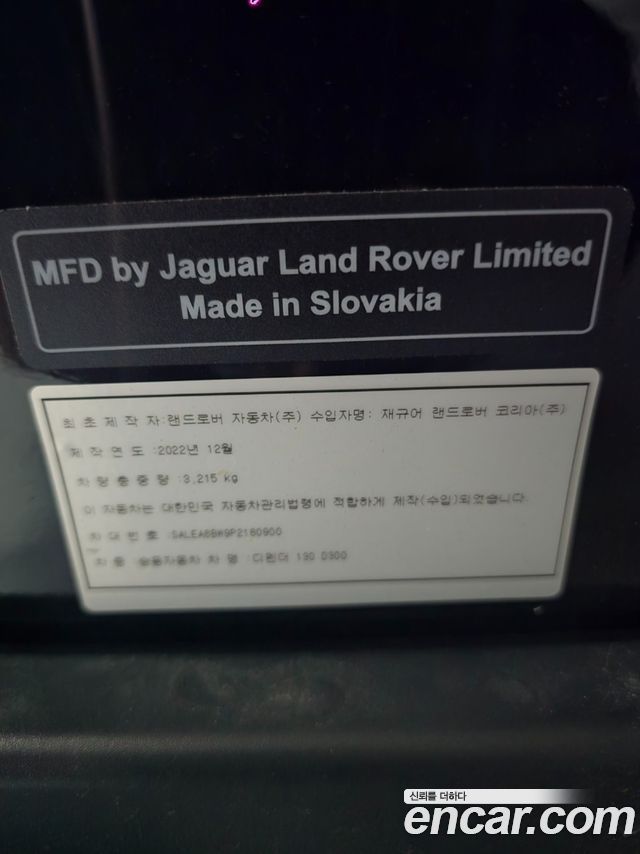 MFD by Jaguar Land Rover Limited
Made in Slovakia
최초 제작 자:랜드로버 자동차(주) 수입자명: 재규어 랜드로버 코리아(주)
제작연도 :2022년 12월
차량총중량 :3,215 kg
이 자동차는 대한민국 자동차관리법령에 적합하게 제작(수입)되었습니다.
차대번호 :SALEA6BW9P2180900
차종 :승용자동차 차 명 :디펜더 130 D300
신뢰를 더하다
encar.com